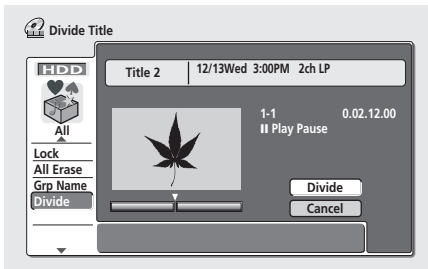 Divide Title
HDD
Title 2 12/13Wed 3:00PM 2ch LP
1-1 0.02.12.00
Play Pause
All
Lock
All Erase
Grp Name
Divide
Divide
Cancel